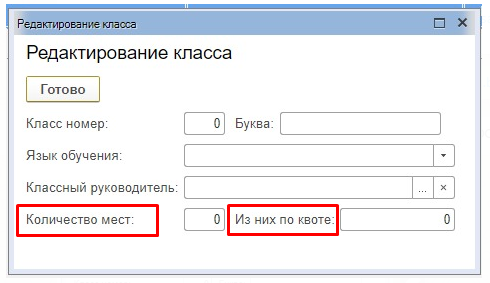 Редактирование класса
Редактирование класса
Готово
Класс номер: 0 Буква:
Язык обучения:
Классный руководитель: ... ×
Количество мест: 0 Из них по квоте: 0